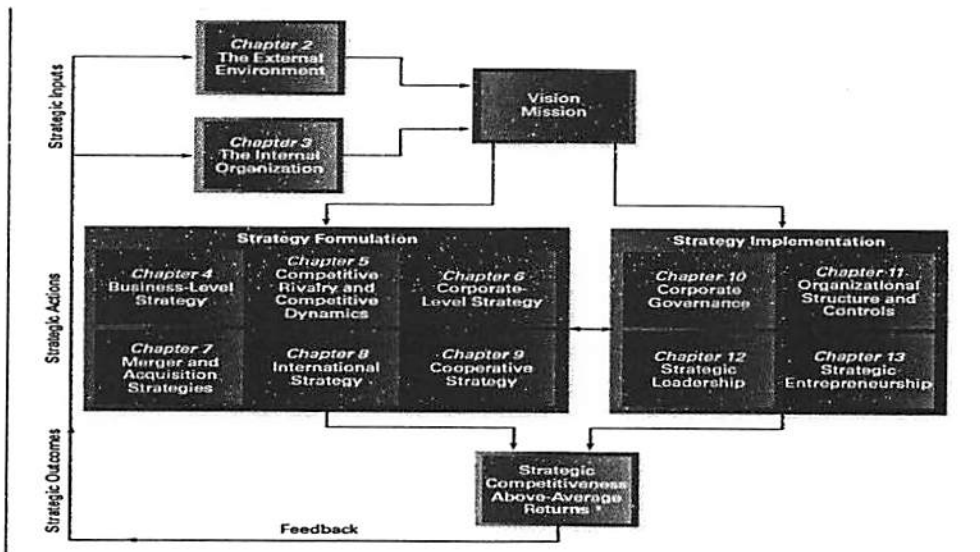 Strategic Inputs
Chapter 2
The External
Environment
Chapter 3
The Internal
Organization
Vision
Mission
Strategic Actions
Strategy Formulation
Chapter 4
Business-Level
Strategy
Chapter 5
Competitive
Rivalry and
Competitive
Dynamics
Chapter 6
Corporate-
Level Strategy
Chapter 7
Merger and
Acquisition
Strategies
Chapter 8
International
Strategy
Chapter 9
Cooperative
Strategy
Strategy Implementation
Chapter 10
Corporate
Governance
Chapter 11
Organizational
Structure and
Controls
Chapter 12
Strategic
Leadership
Chapter 13
Strategic
Entrepreneurship
Strategic Outcomes
Strategic
Competitiveness
Above-Average
Returns
Feedback